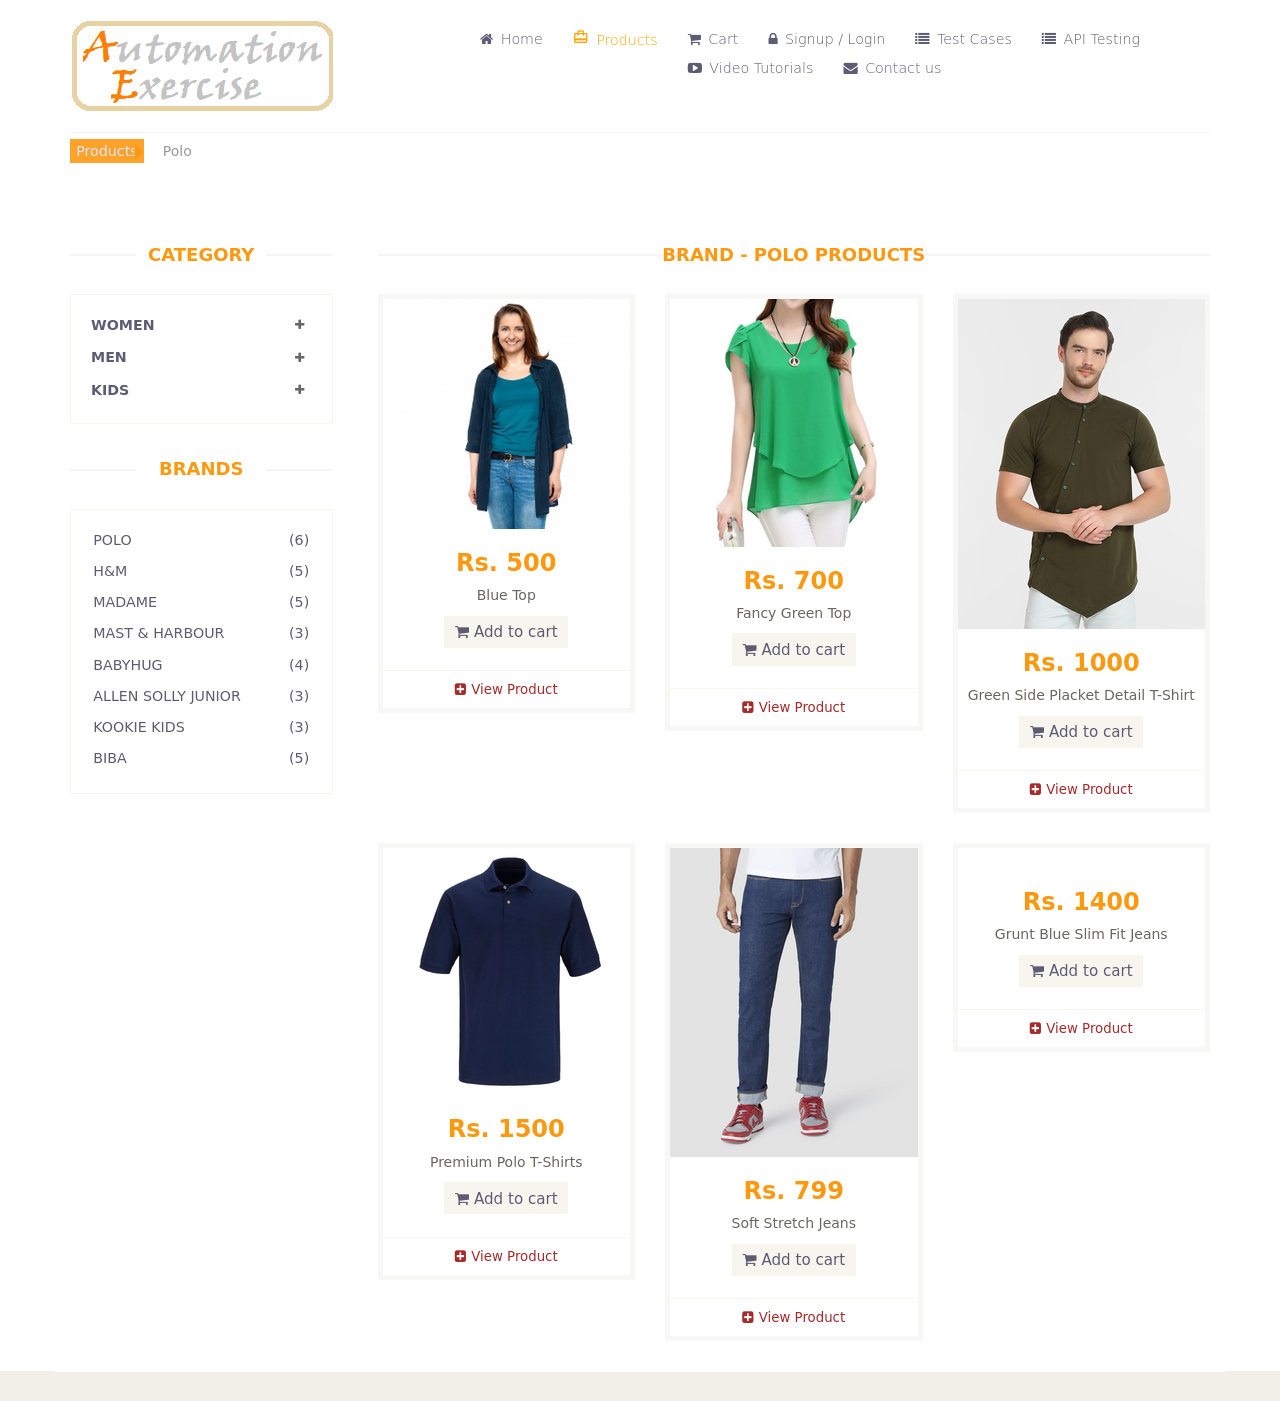 Automation
Exercise
Home
Products
Cart
Signup / Login
Test Cases
API Testing
Video Tutorials
Contact us
Products
Polo
CATEGORY
WOMEN
MEN
KIDS
BRANDS
POLO (6)
H&M (5)
MADAME (5)
MAST & HARBOUR (3)
BABYHUG (4)
ALLEN SOLLY JUNIOR (3)
KOOKIE KIDS (3)
BIBA (5)
BRAND - POLO PRODUCTS
Rs. 500
Blue Top
Add to cart
View Product
Rs. 700
Fancy Green Top
Add to cart
View Product
Rs. 1000
Green Side Placket Detail T-Shirt
Add to cart
View Product
Rs. 1500
Premium Polo T-Shirts
Add to cart
View Product
Rs. 799
Soft Stretch Jeans
Add to cart
View Product
Rs. 1400
Grunt Blue Slim Fit Jeans
Add to cart
View Product